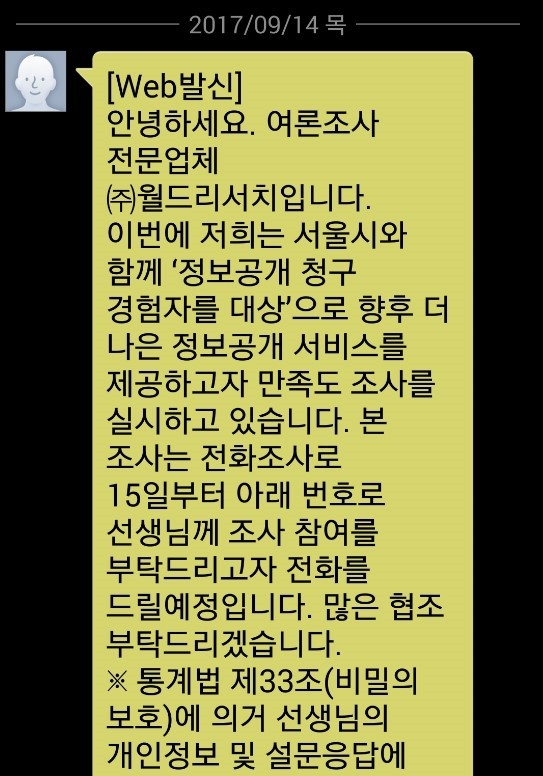 2017/09/14 목
[Web발신]
안녕하세요. 여론조사
전문업체
㈜월드리서치입니다.
이번에 저희는 서울시와
함께 ‘정보공개 청구
경험자를 대상’으로 향후 더
나은 정보공개 서비스를
제공하고자 만족도 조사를
실시하고 있습니다. 본
조사는 전화조사로
15일부터 아래 번호로
선생님께 조사 참여를
부탁드리고자 전화를
드릴예정입니다. 많은 협조
부탁드리겠습니다.
※ 통계법 제33조(비밀의
보호)에 의거 선생님의
개인정보 및 설문응답에